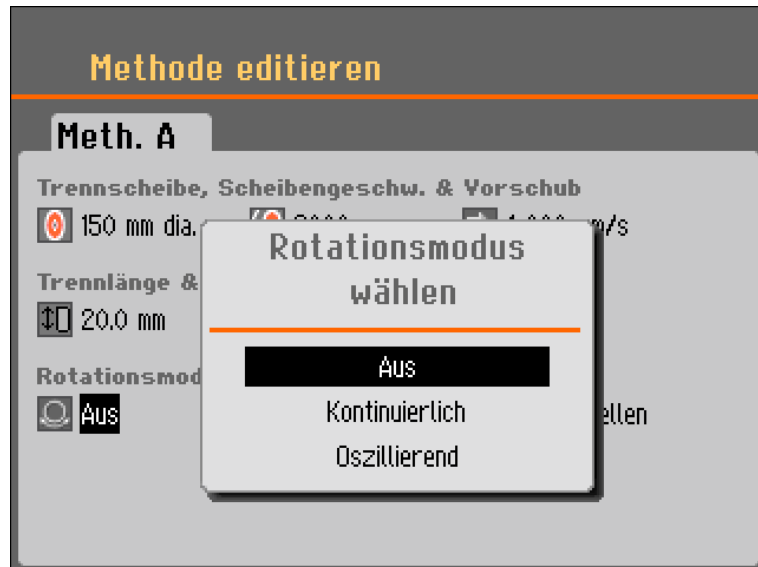 Methode editieren
Meth. A
Trennscheibe, Scheibengeschw. & Vorschub
150 mm dia.
Rotationsmodus
wählen
Trennlänge &
20.0 mm
Aus
Rotationsmod
Aus
Kontinuierlich
ellen
Oszillierend